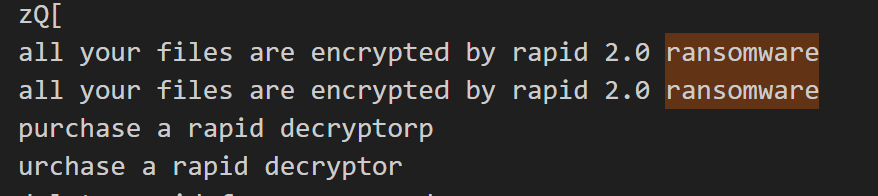 zQ[
all your files are encrypted by rapid 2.0 ransomware
all your files are encrypted by rapid 2.0 ransomware
purchase a rapid decryptorp
urchase a rapid decryptor